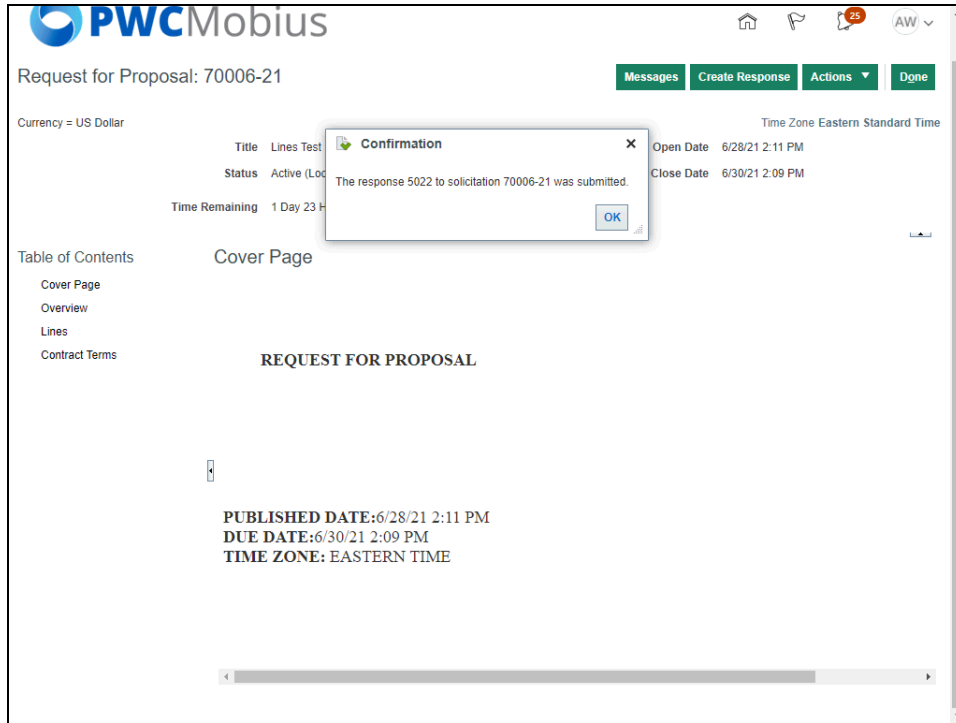 PWCMobius
25
AW
Request for Proposal: 70006-21
Messages Create Response Actions Done
Currency = US Dollar
Time Zone Eastern Standard Time
Title Lines Test
Open Date 6/28/21 2:11 PM
Status Active (Loc
Close Date 6/30/21 2:09 PM
Time Remaining 1 Day 23 H
Confirmation
The response 5022 to solicitation 70006-21 was submitted.
OK
Table of Contents
Cover Page
Overview
Lines
Contract Terms
Cover Page
REQUEST FOR PROPOSAL
PUBLISHED DATE:6/28/21 2:11 PM
DUE DATE:6/30/21 2:09 PM
TIME ZONE: EASTERN TIME